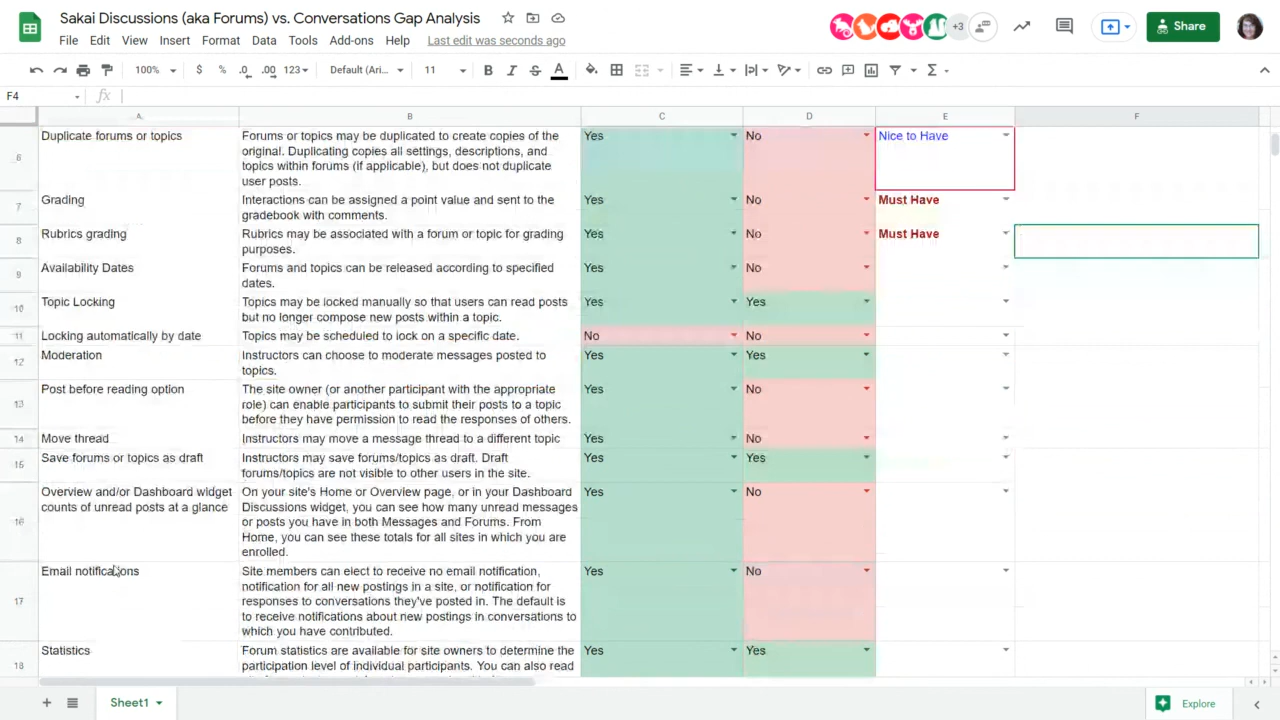 Sakai Discussions (aka Forums) vs. Conversations Gap Analysis
+3
Share
File Edit View Insert Format Data Tools Add-ons Help Last edit was seconds ago
100% $ % .0 .00 123 Default (Ari... 11 B I S A
F4 fx
A B C D E F
6 Duplicate forums or topics Forums or topics may be duplicated to create copies of the Yes No Nice to Have
original. Duplicating copies all settings, descriptions, and
topics within forums (if applicable), but does not duplicate
user posts.
7 Grading Interactions can be assigned a point value and sent to the Yes No Must Have
gradebook with comments.
8 Rubrics grading Rubrics may be associated with a forum or topic for grading Yes No Must Have
purposes.
9 Availability Dates Forums and topics can be released according to specified Yes No
dates.
10 Topic Locking Topics may be locked manually so that users can read posts Yes Yes
but no longer compose new posts within a topic.
11 Locking automatically by date Topics may be scheduled to lock on a specific date. No No
12 Moderation Instructors can choose to moderate messages posted to Yes Yes
topics.
13 Post before reading option The site owner (or another participant with the appropriate Yes No
role) can enable participants to submit their posts to a topic
before they have permission to read the responses of others.
14 Move thread Instructors may move a message thread to a different topic Yes No
15 Save forums or topics as draft Instructors may save forums/topics as draft. Draft Yes Yes
forums/topics are not visible to other users in the site.
16 Overview and/or Dashboard widget On your site's Home or Overview page, or in your Dashboard Yes No
counts of unread posts at a glance Discussions widget, you can see how many unread messages
or posts you have in both Messages and Forums. From
Home, you can see these totals for all sites in which you are
enrolled.
17 Email notifications Site members can elect to receive no email notification, Yes No
notification for all new postings in a site, or notification for
responses to conversations they've posted in. The default is
to receive notifications about new postings in conversations to
which you have contributed.
18 Statistics Forum statistics are available for site owners to determine the Yes Yes
participation level of individual participants. You can also read
Sheet1
Explore